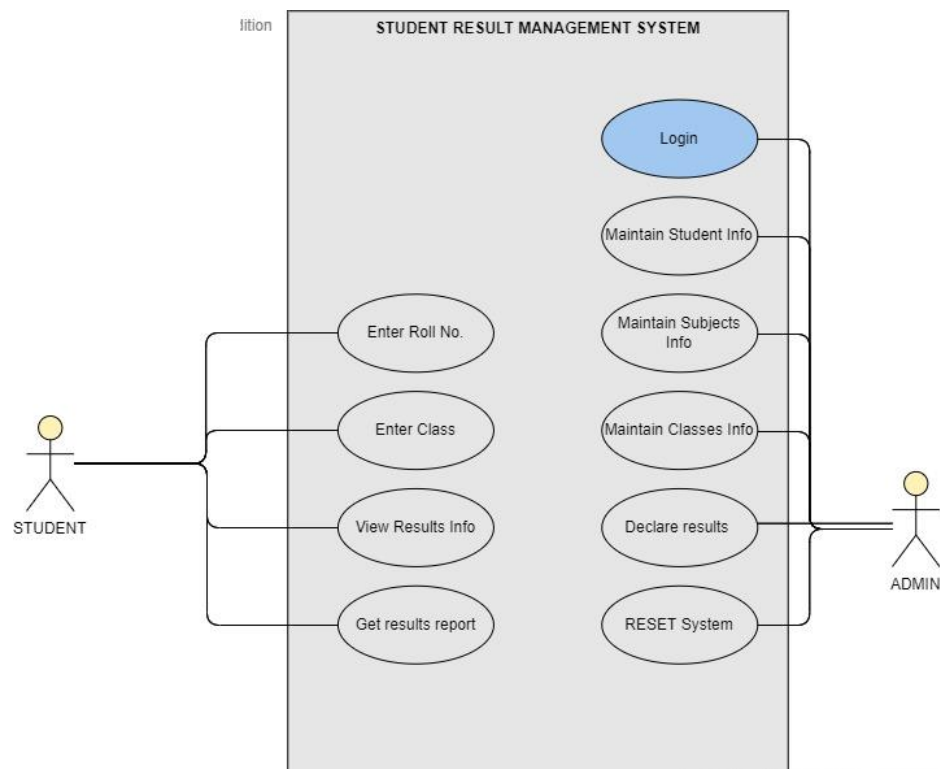 STUDENT RESULT MANAGEMENT SYSTEM
Login
Maintain Student Info
Enter Roll No.
Maintain Subjects
Info
Enter Class
Maintain Classes Info
STUDENT
View Results Info
Declare results
ADMIN
Get results report
RESET System